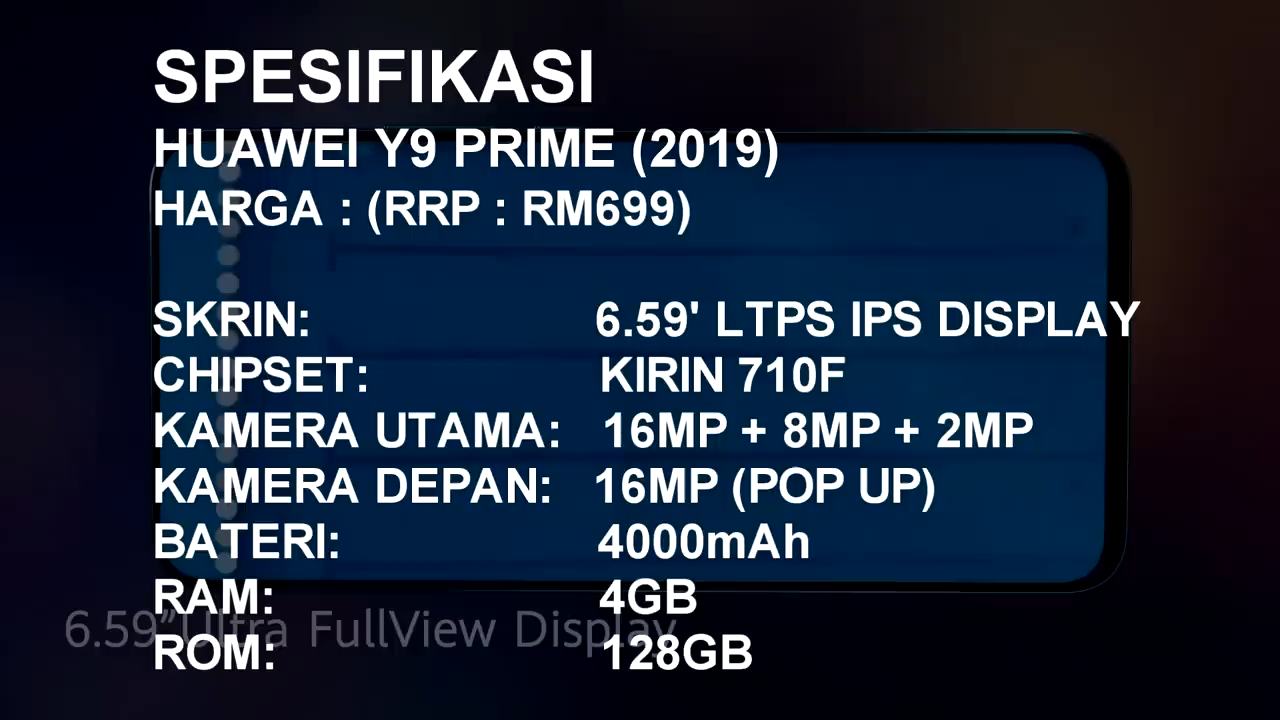 SPESIFIKASI
HUAWEI Y9 PRIME (2019)
HARGA : (RRP : RM699)
SKRIN: 6.59' LTPS IPS DISPLAY
CHIPSET: KIRIN 710F
KAMERA UTAMA: 16MP + 8MP + 2MP
KAMERA DEPAN: 16MP (POP UP)
BATERI: 4000mAh
RAM: 4GB
6.59” Ultra FullView Display
ROM: 128GB